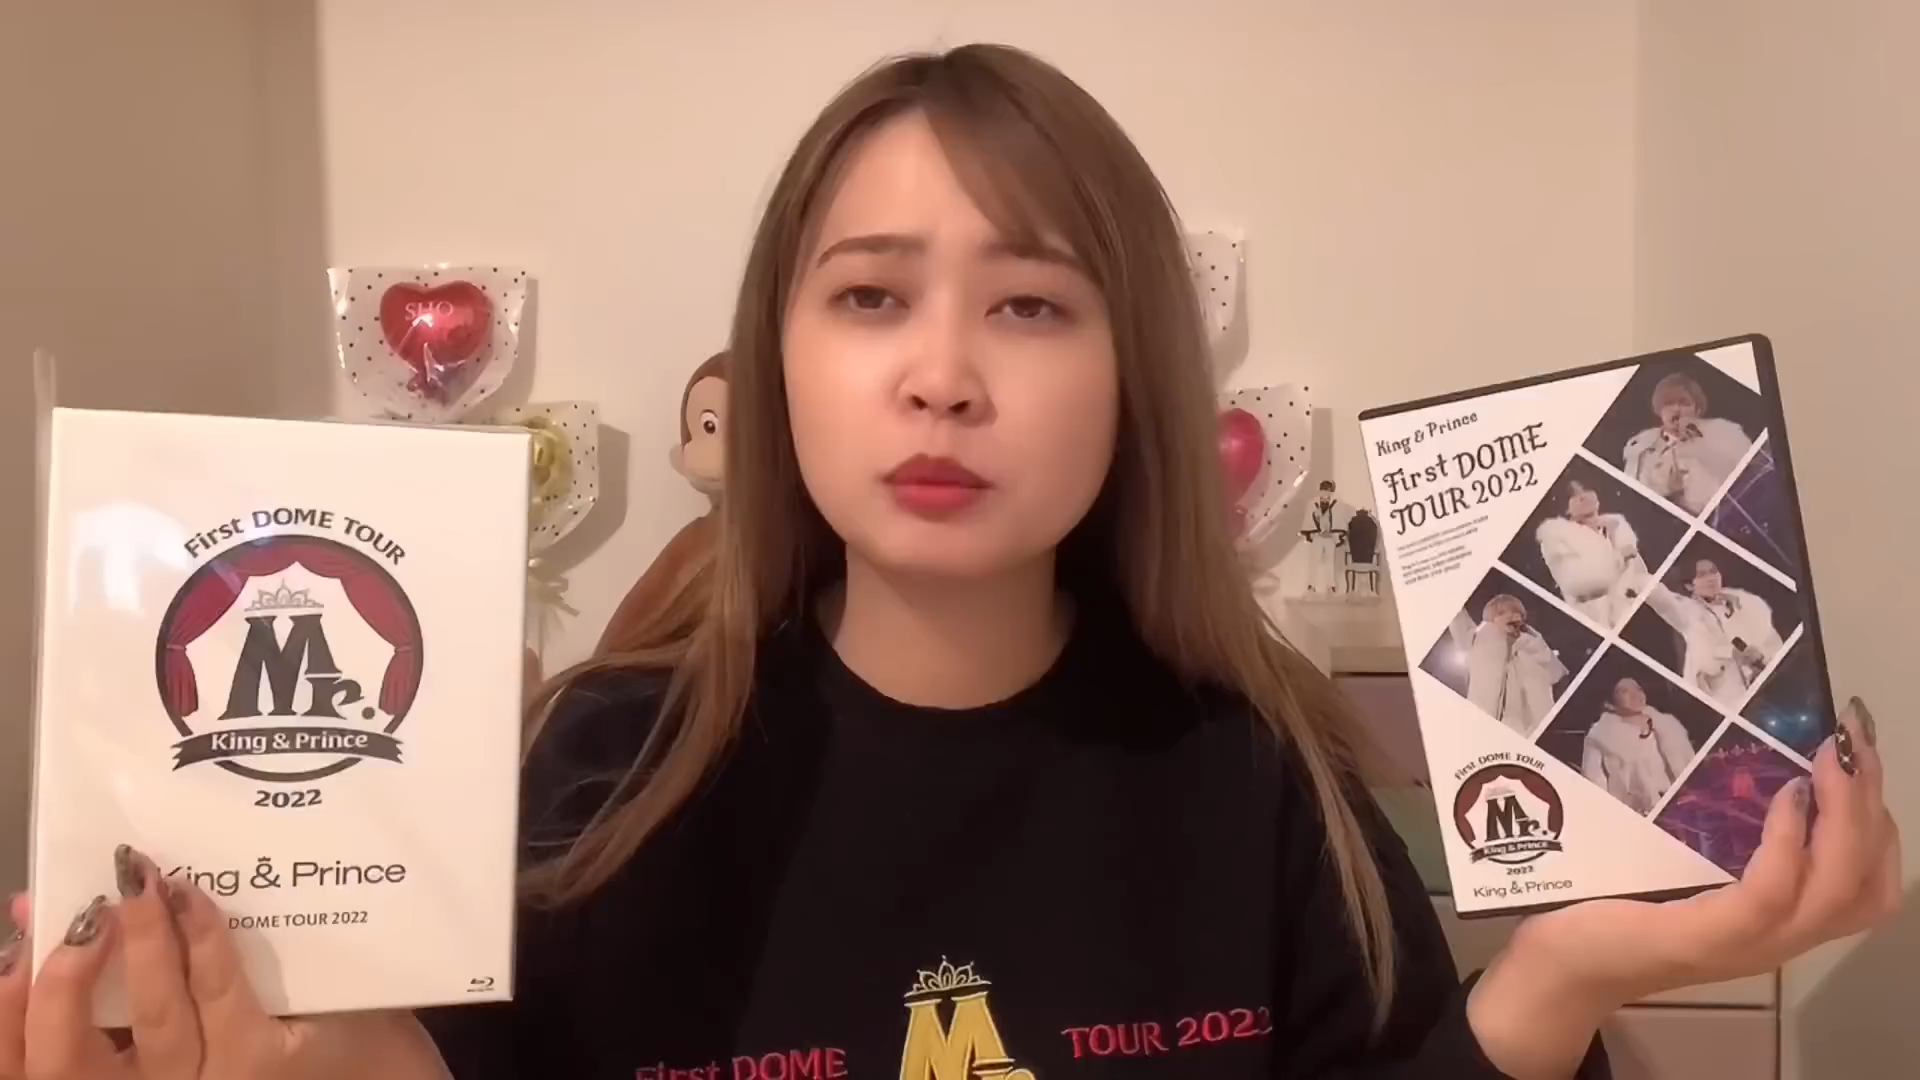 SHO
First DOME TOUR
Mr.
King & Prince
2022
King & Prince
DOME TOUR 2022
King & Prince
First DOME
TOUR 2022
First DOME TOUR
Mr.
King & Prince
2022
King & Prince
First DOME
Mr.
TOUR 2022